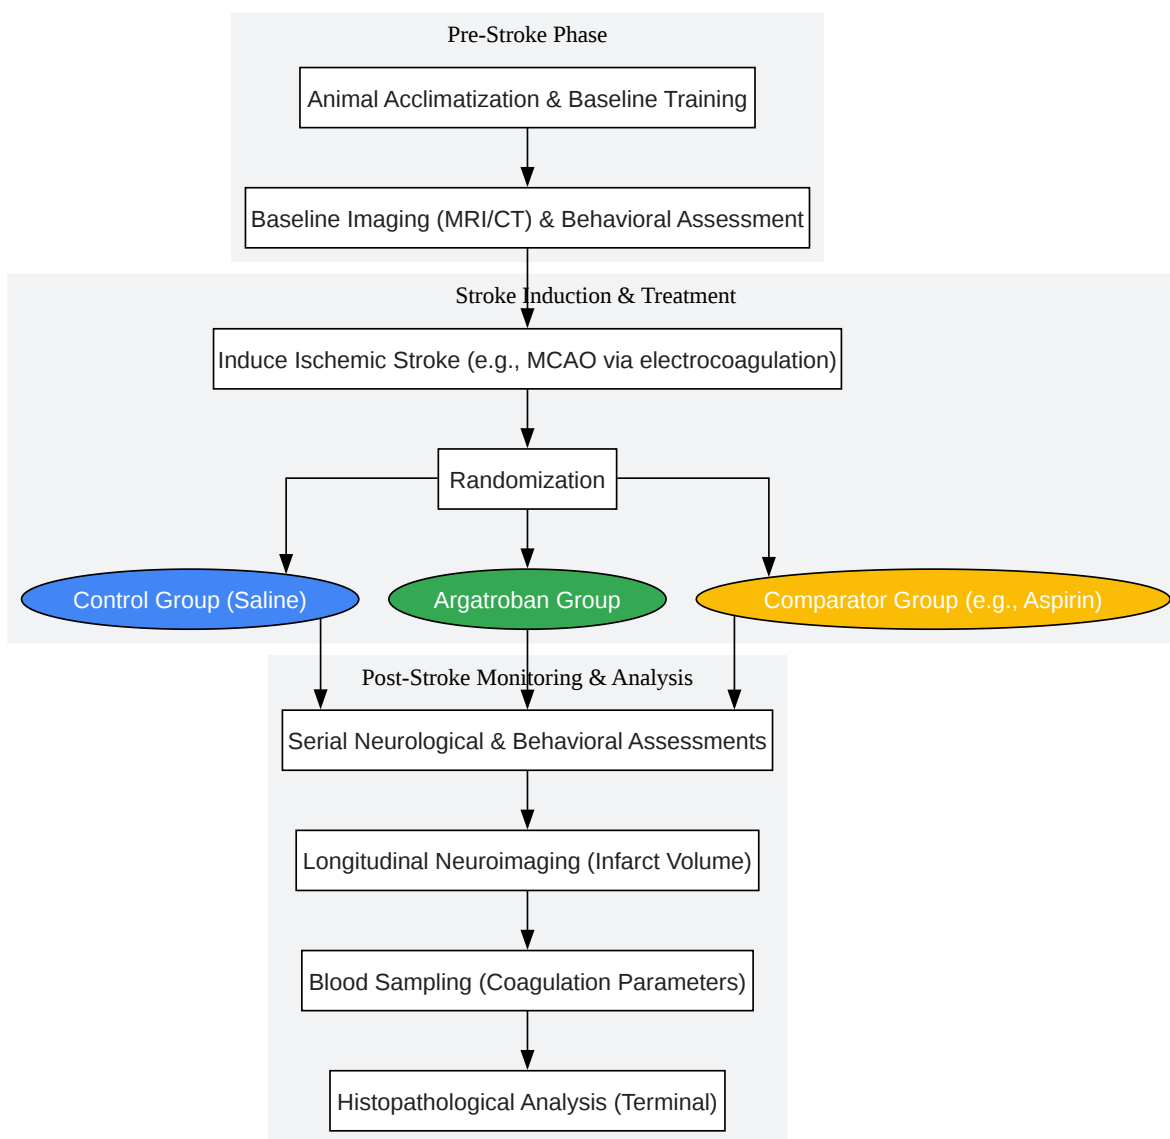 Pre-Stroke Phase
Animal Acclimatization & Baseline Training
Baseline Imaging (MRI/CT) & Behavioral Assessment
Stroke Induction & Treatment
Induce Ischemic Stroke (e.g., MCAO via electrocoagulation)
Randomization
Control Group (Saline)
Argatroban Group
Comparator Group (e.g., Aspirin)
Post-Stroke Monitoring & Analysis
Serial Neurological & Behavioral Assessments
Longitudinal Neuroimaging (Infarct Volume)
Blood Sampling (Coagulation Parameters)
Histopathological Analysis (Terminal)